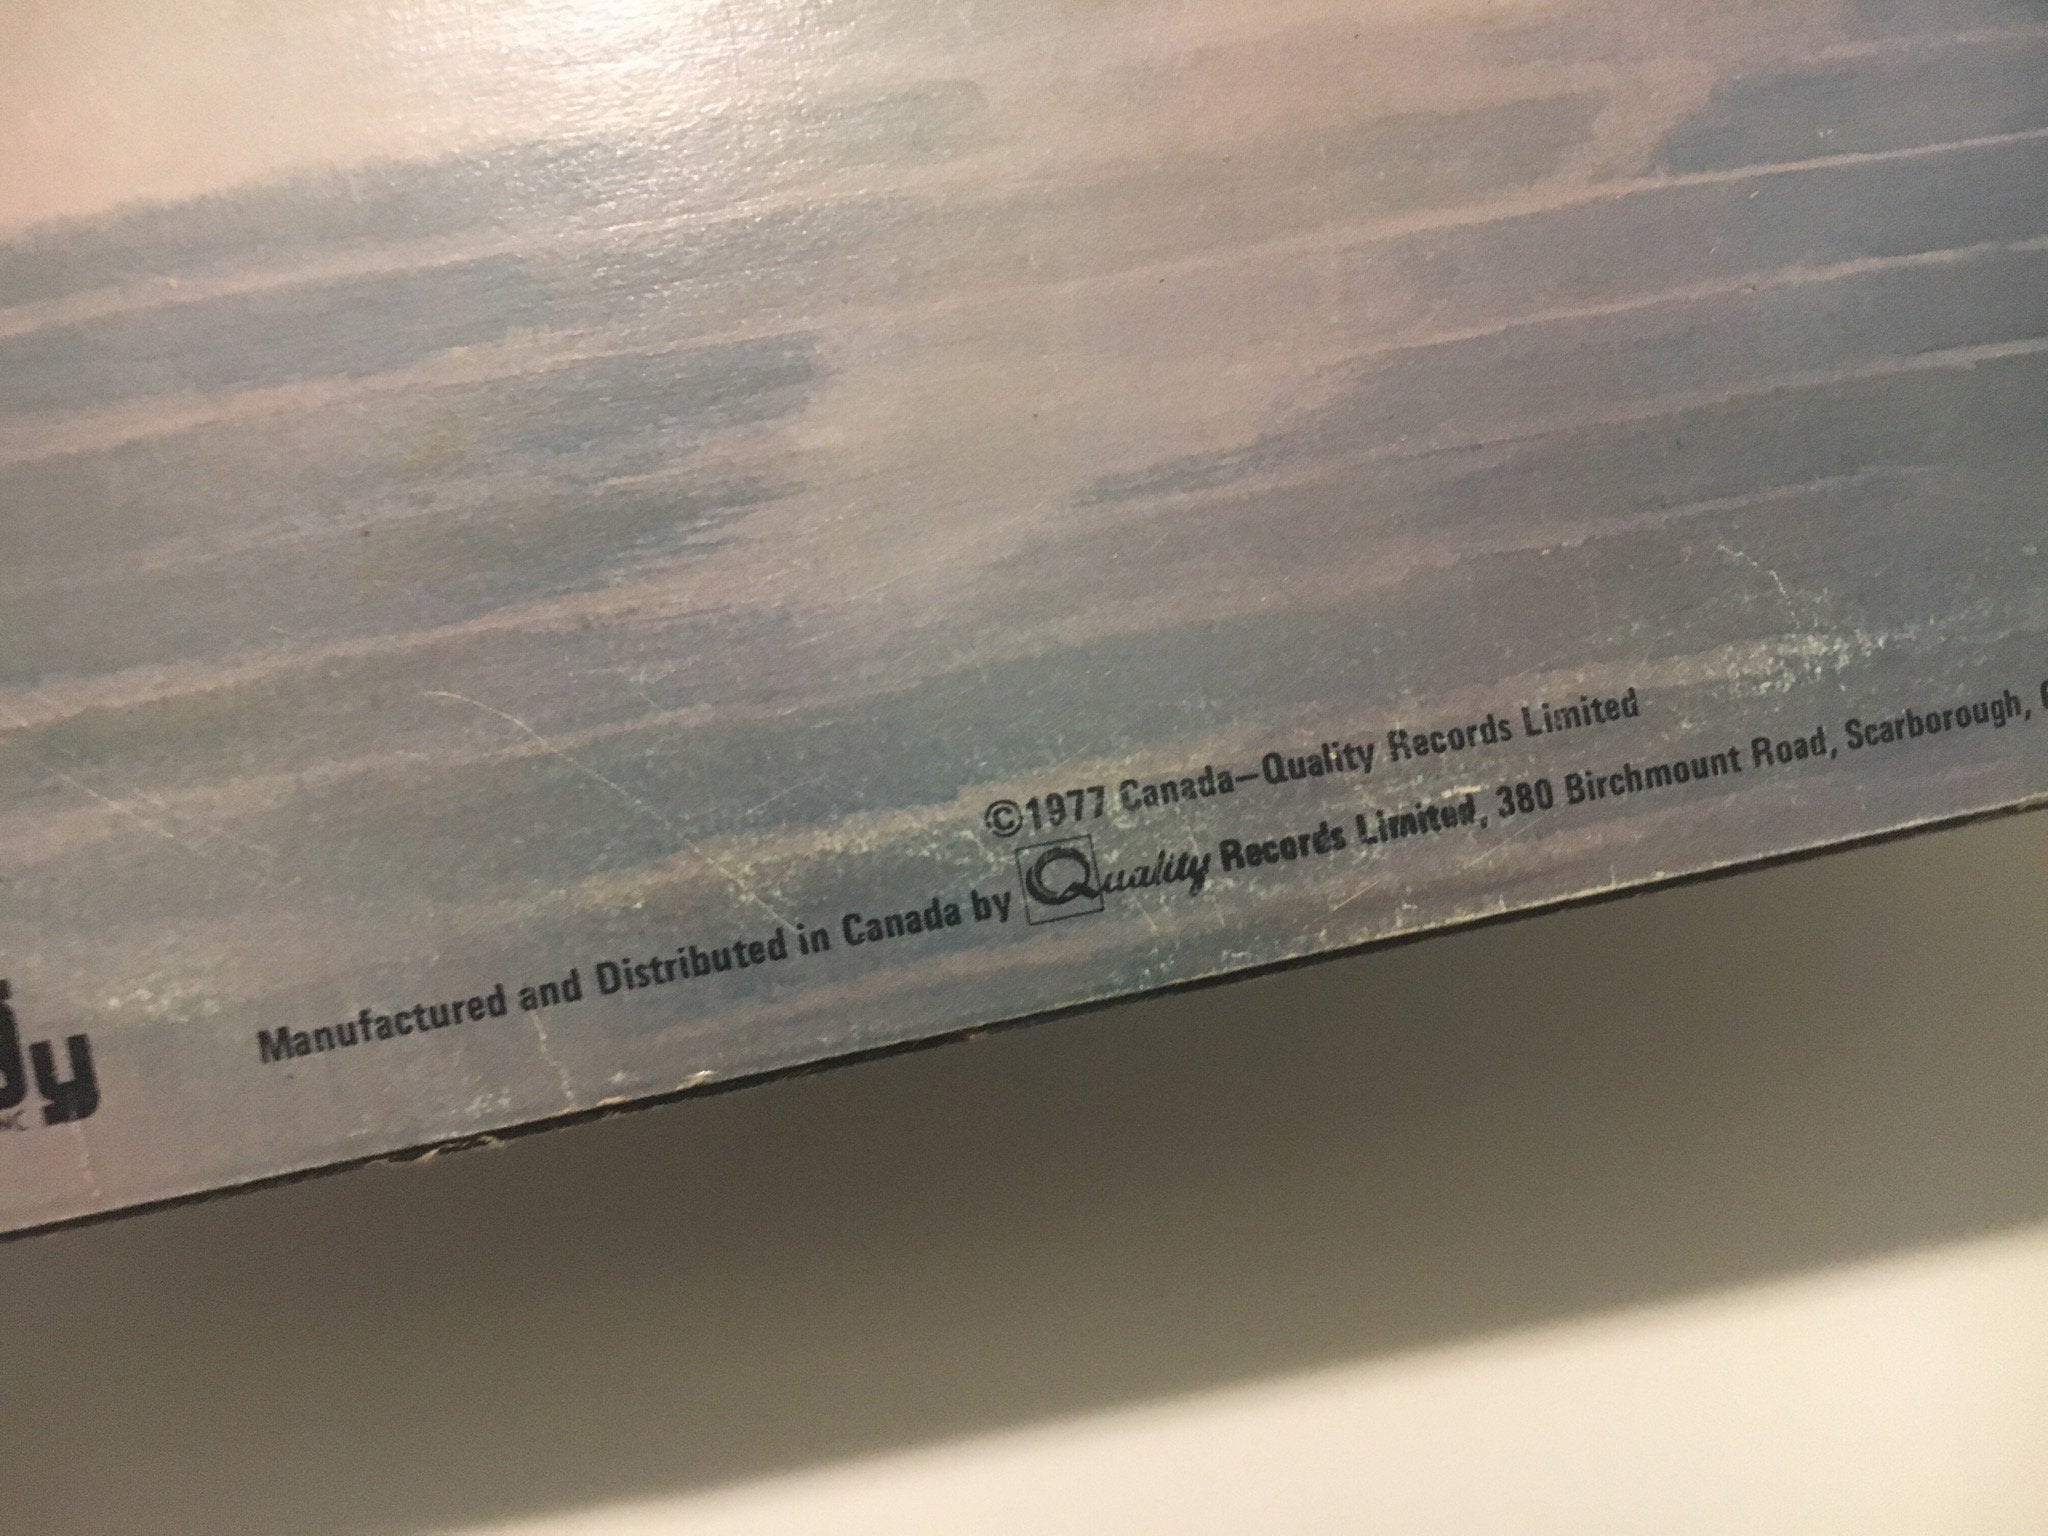 ©1977 Canada–Quality Records Limited
Manufactured and Distributed in Canada by Quality Records Limited, 380 Birchmount Road, Scarborough,